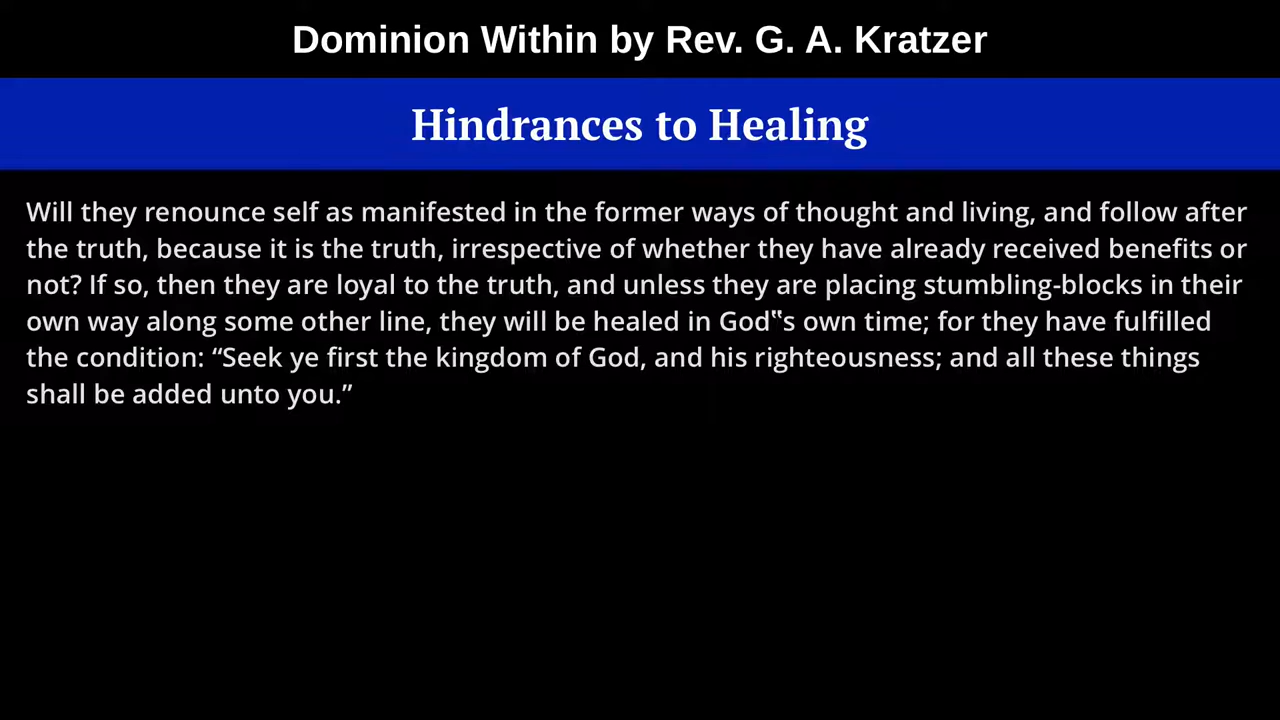 Dominion Within by Rev. G. A. Kratzer
Hindrances to Healing
Will they renounce self as manifested in the former ways of thought and living, and follow after
the truth, because it is the truth, irrespective of whether they have already received benefits or
not? If so, then they are loyal to the truth, and unless they are placing stumbling-blocks in their
own way along some other line, they will be healed in God‟s own time; for they have fulfilled
the condition: “Seek ye first the kingdom of God, and his righteousness; and all these things
shall be added unto you.”